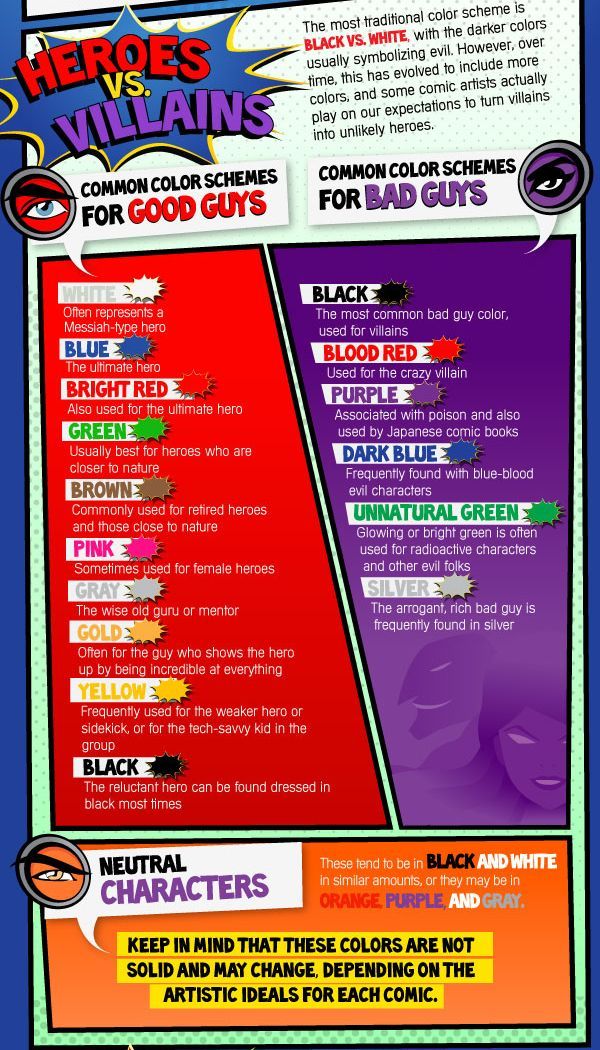 HEROES
VS.
VILLAINS
The most traditional color scheme is
BLACK VS. WHITE, with the darker colors
usually symbolizing evil. However, over
time, this has evolved to include more
colors, and some comic artists actually
play on our expectations to turn villains
into unlikely heroes.
COMMON COLOR SCHEMES
FOR GOOD GUYS
COMMON COLOR SCHEMES
FOR BAD GUYS
WHITE
Often represents a
Messiah-type hero
BLUE
The ultimate hero
BRIGHT RED
Also used for the ultimate hero
GREEN
Usually best for heroes who are
closer to nature
BROWN
Commonly used for retired heroes
and those close to nature
PINK
Sometimes used for female heroes
GRAY
The wise old guru or mentor
GOLD
Often for the guy who shows the hero
up by being incredible at everything
YELLOW
Frequently used for the weaker hero or
sidekick, or for the tech-savvy kid in the
group
BLACK
The reluctant hero can be found dressed in
black most times
BLACK
The most common bad guy color,
used for villains
BLOOD RED
Used for the crazy villain
PURPLE
Associated with poison and also
used by Japanese comic books
DARK BLUE
Frequently found with blue-blood
evil characters
UNNATURAL GREEN
Glowing or bright green is often
used for radioactive characters
and other evil folks
SILVER
The arrogant, rich bad guy is
frequently found in silver
NEUTRAL
CHARACTERS
These tend to be in BLACK AND WHITE
in similar amounts, or they may be in
ORANGE, PURPLE, AND GRAY.
KEEP IN MIND THAT THESE COLORS ARE NOT
SOLID AND MAY CHANGE, DEPENDING ON THE
ARTISTIC IDEALS FOR EACH COMIC.